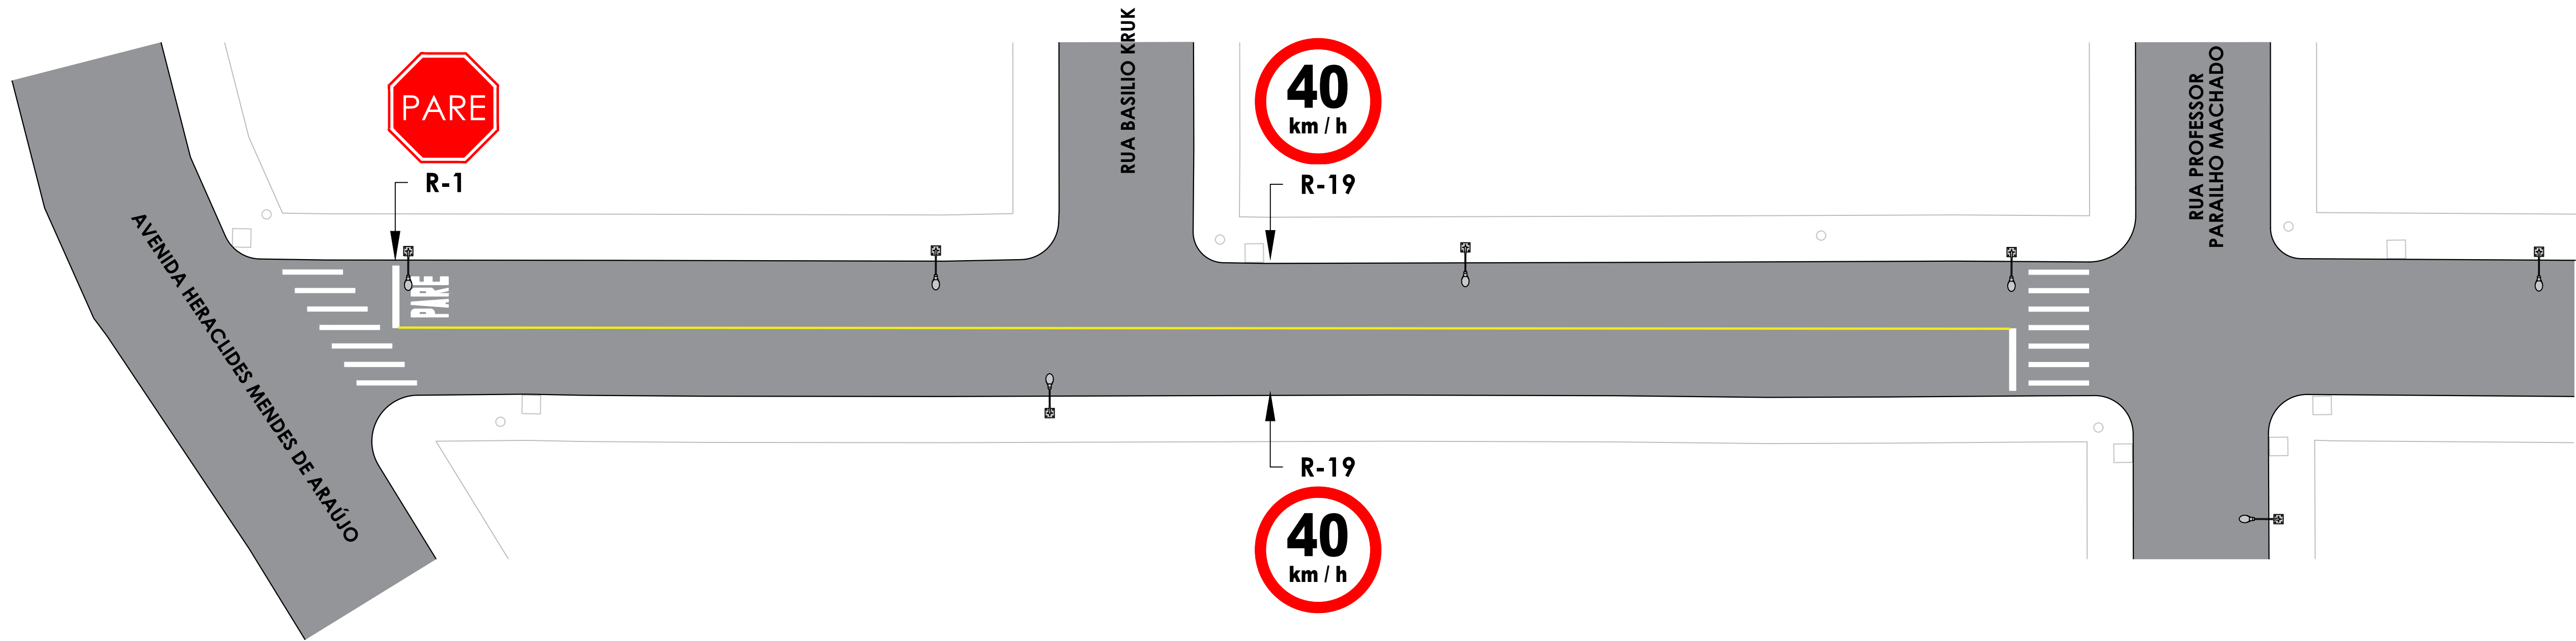 PARE
R-1
RUA BASILIO KRUK
40
km / h
R-19
RUA PROFESSOR
PARAILHO MACHADO
AVENIDA HERACLIDES MENDES DE ARAÚJO
PARE
R-19
40
km / h